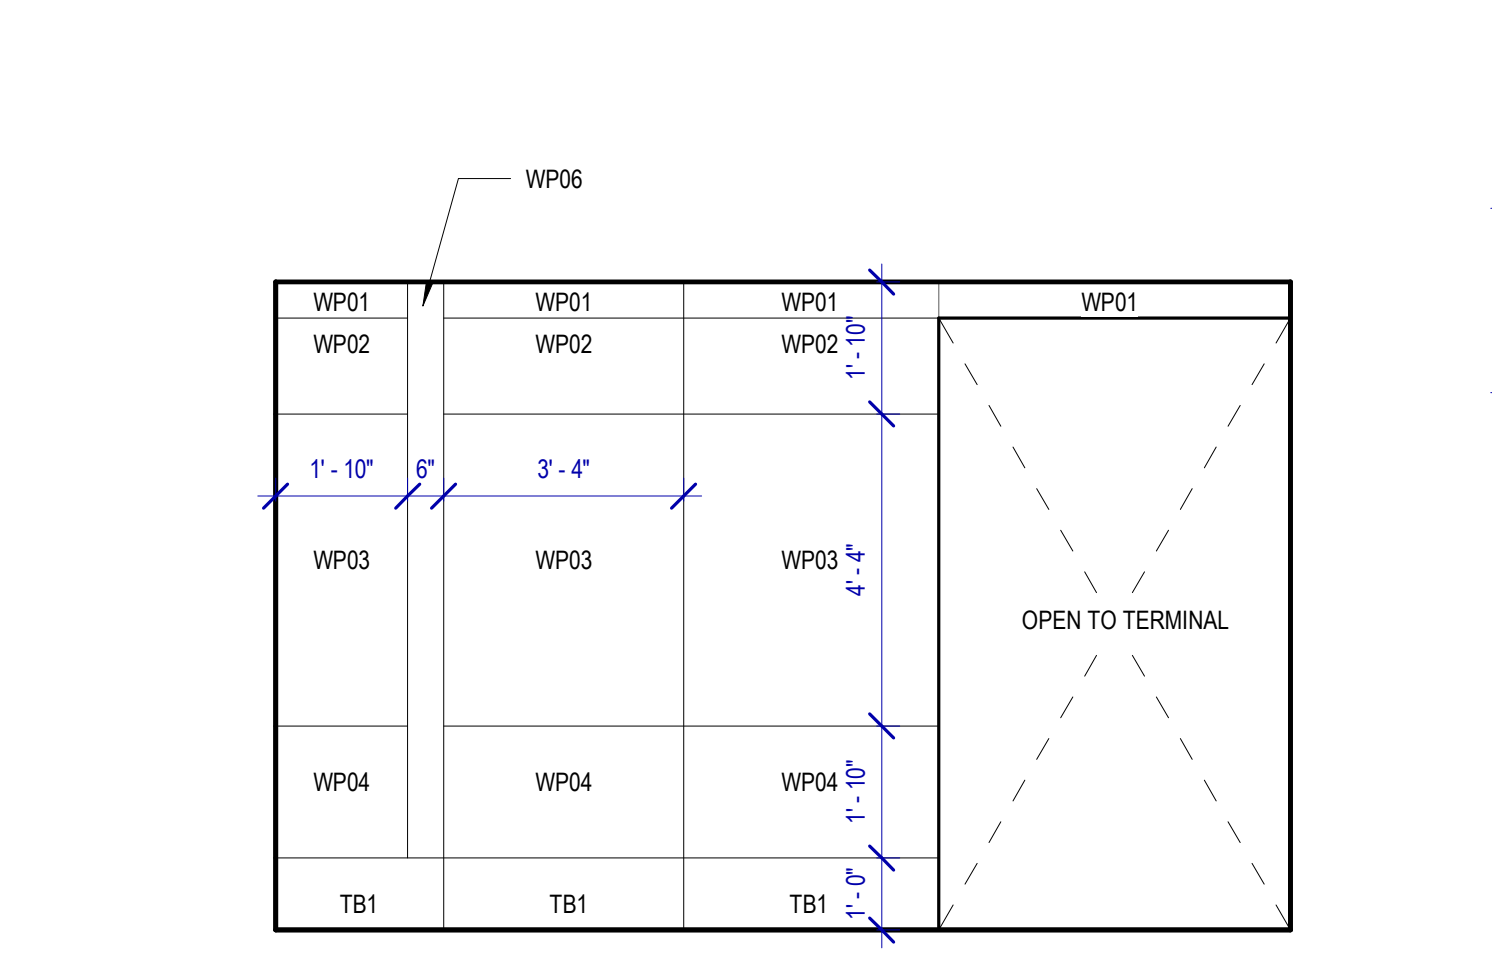 WP06
WP01 WP01 WP01 WP01
WP02 WP02 WP02 1' - 10"
1' - 10" 6" 3' - 4"
WP03 WP03 WP03 4' - 4"
OPEN TO TERMINAL
WP04 WP04 WP04 1' - 10"
TB1 TB1 TB1 1' - 0"